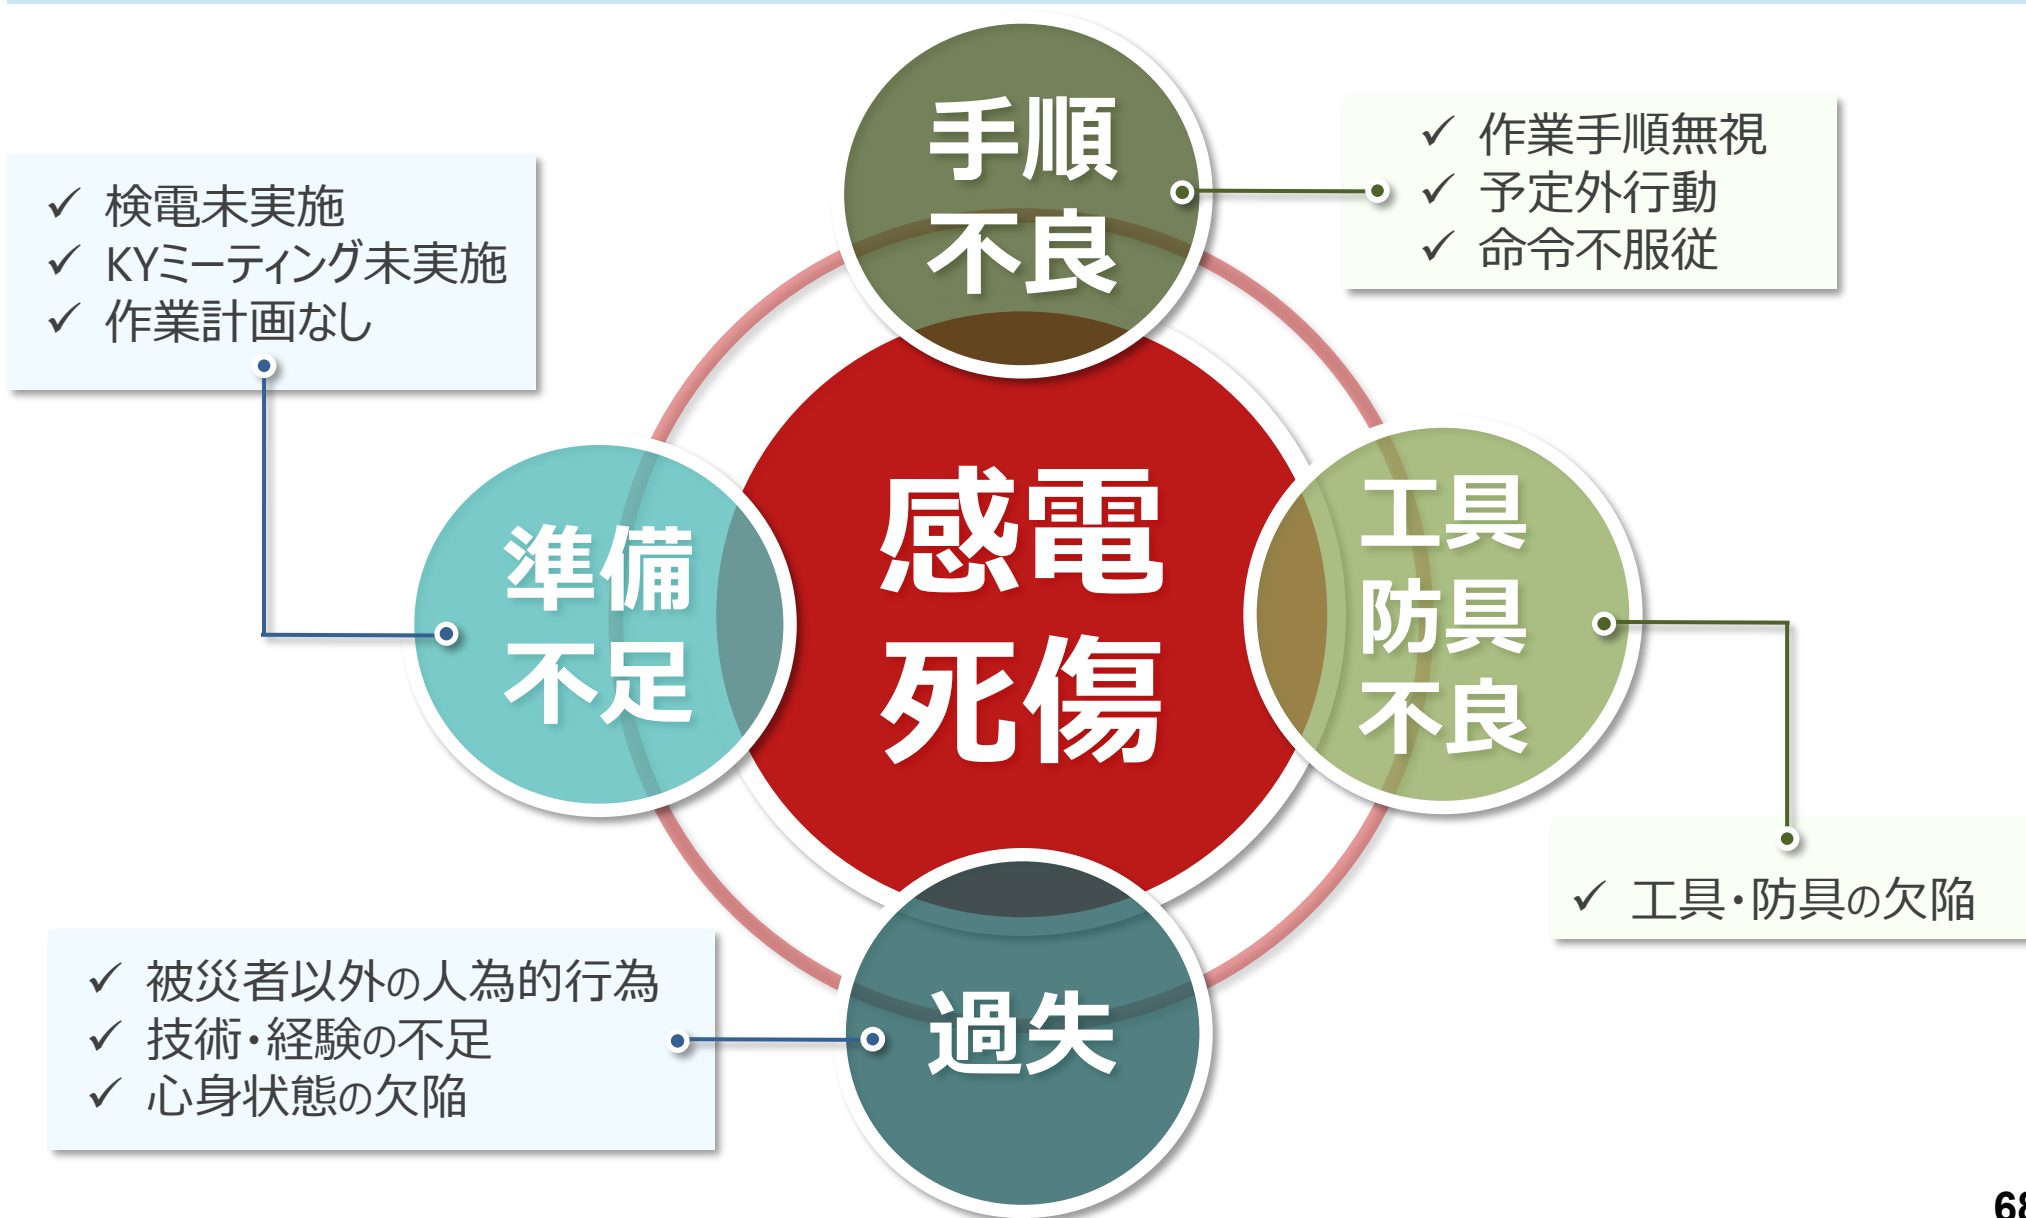 手順
不良
✓ 作業手順無視
✓ 予定外行動
✓ 命令不服従
✓ 検電未実施
✓ KYミーティング未実施
✓ 作業計画なし
感電
死傷
準備
不足
工具
防具
不良
✓ 工具・防具の欠陥
✓ 被災者以外の人為的行為
✓ 技術・経験の不足
✓ 心身状態の欠陥
過失
68